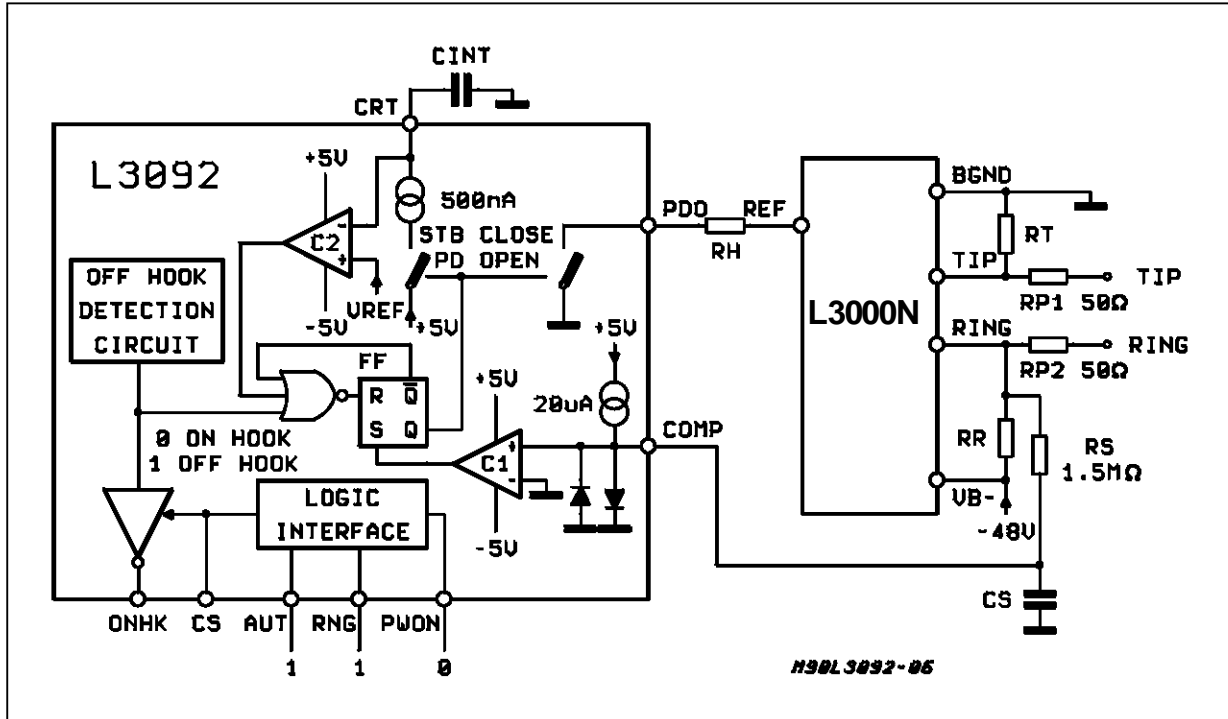 CINT
CRT
L3092
+5V
500mA
C2
-
+
STB CLOSE
PD OPEN
VREF
+5V
-5V
OFF HOOK
DETECTION
CIRCUIT
PDO
RH
REF
L3000N
BGND
RT
TIP
RP1 50Ω
TIP
RING
RP2 50Ω
RING
RR
RS
1.5MΩ
VB-
-48V
CS
FF
R Q̅
S Q
+5V
+5V
20uA
COMP
C1
+
-
-5V
0 ON HOOK
1 OFF HOOK
LOGIC
INTERFACE
ONHK CS AUT RNG PWON
1 1 0
M90L3092-06